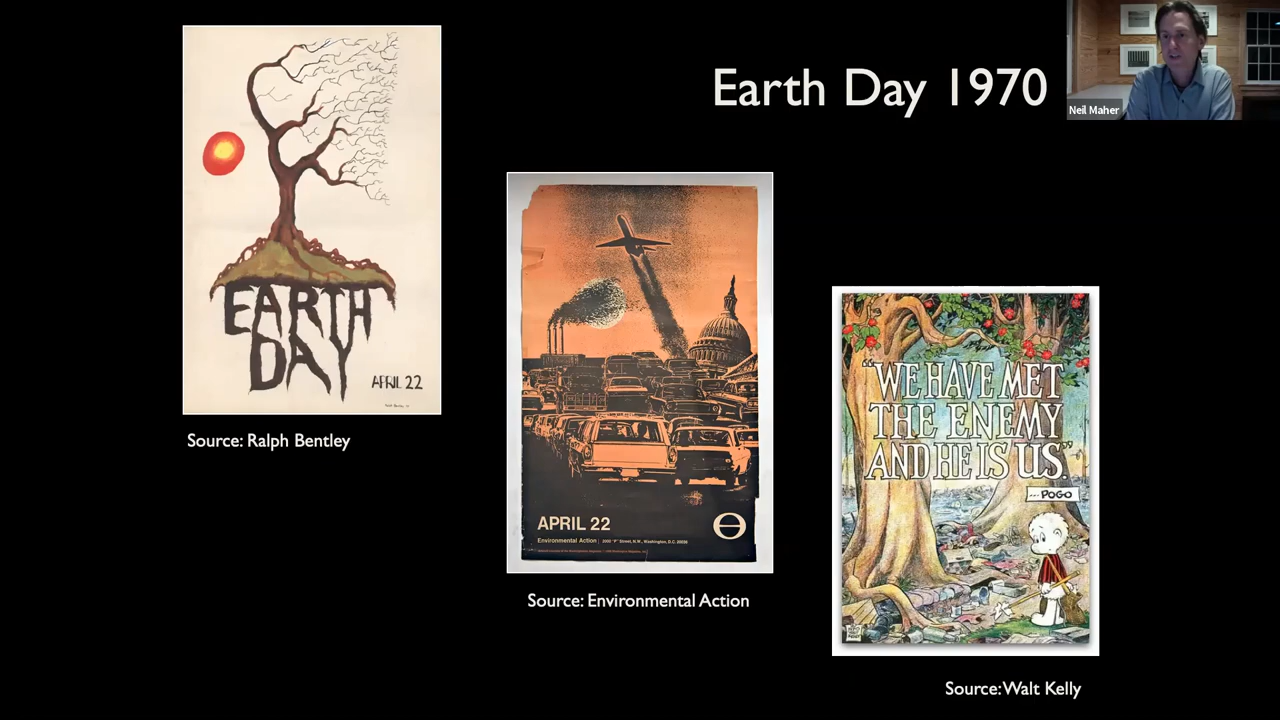 Earth Day 1970
Neil Maher
EARTH
DAY
APRIL 22
Source: Ralph Bentley
APRIL 22
Environmental Action
Source: Environmental Action
"WE HAVE MET
THE ENEMY
AND HE IS US."
...POGO
Source: Walt Kelly